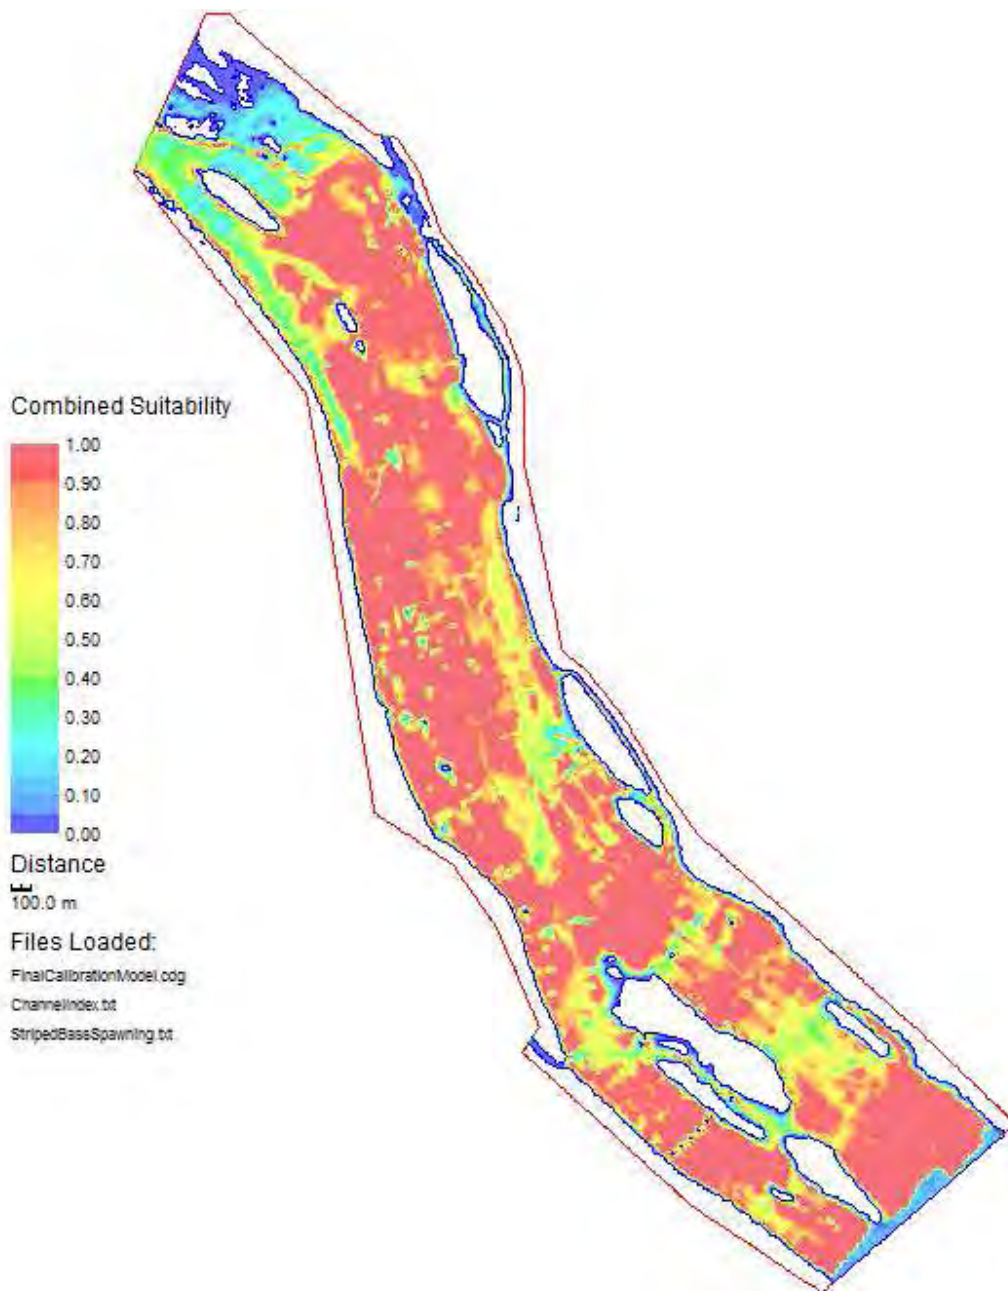 Combined Suitability
1.00
0.90
0.80
0.70
0.60
0.50
0.40
0.30
0.20
0.10
0.00
Distance
100.0 m
Files Loaded:
FinalCalibrationModel.cdg
ChannelIndex.txt
StripedBassSpawning.txt